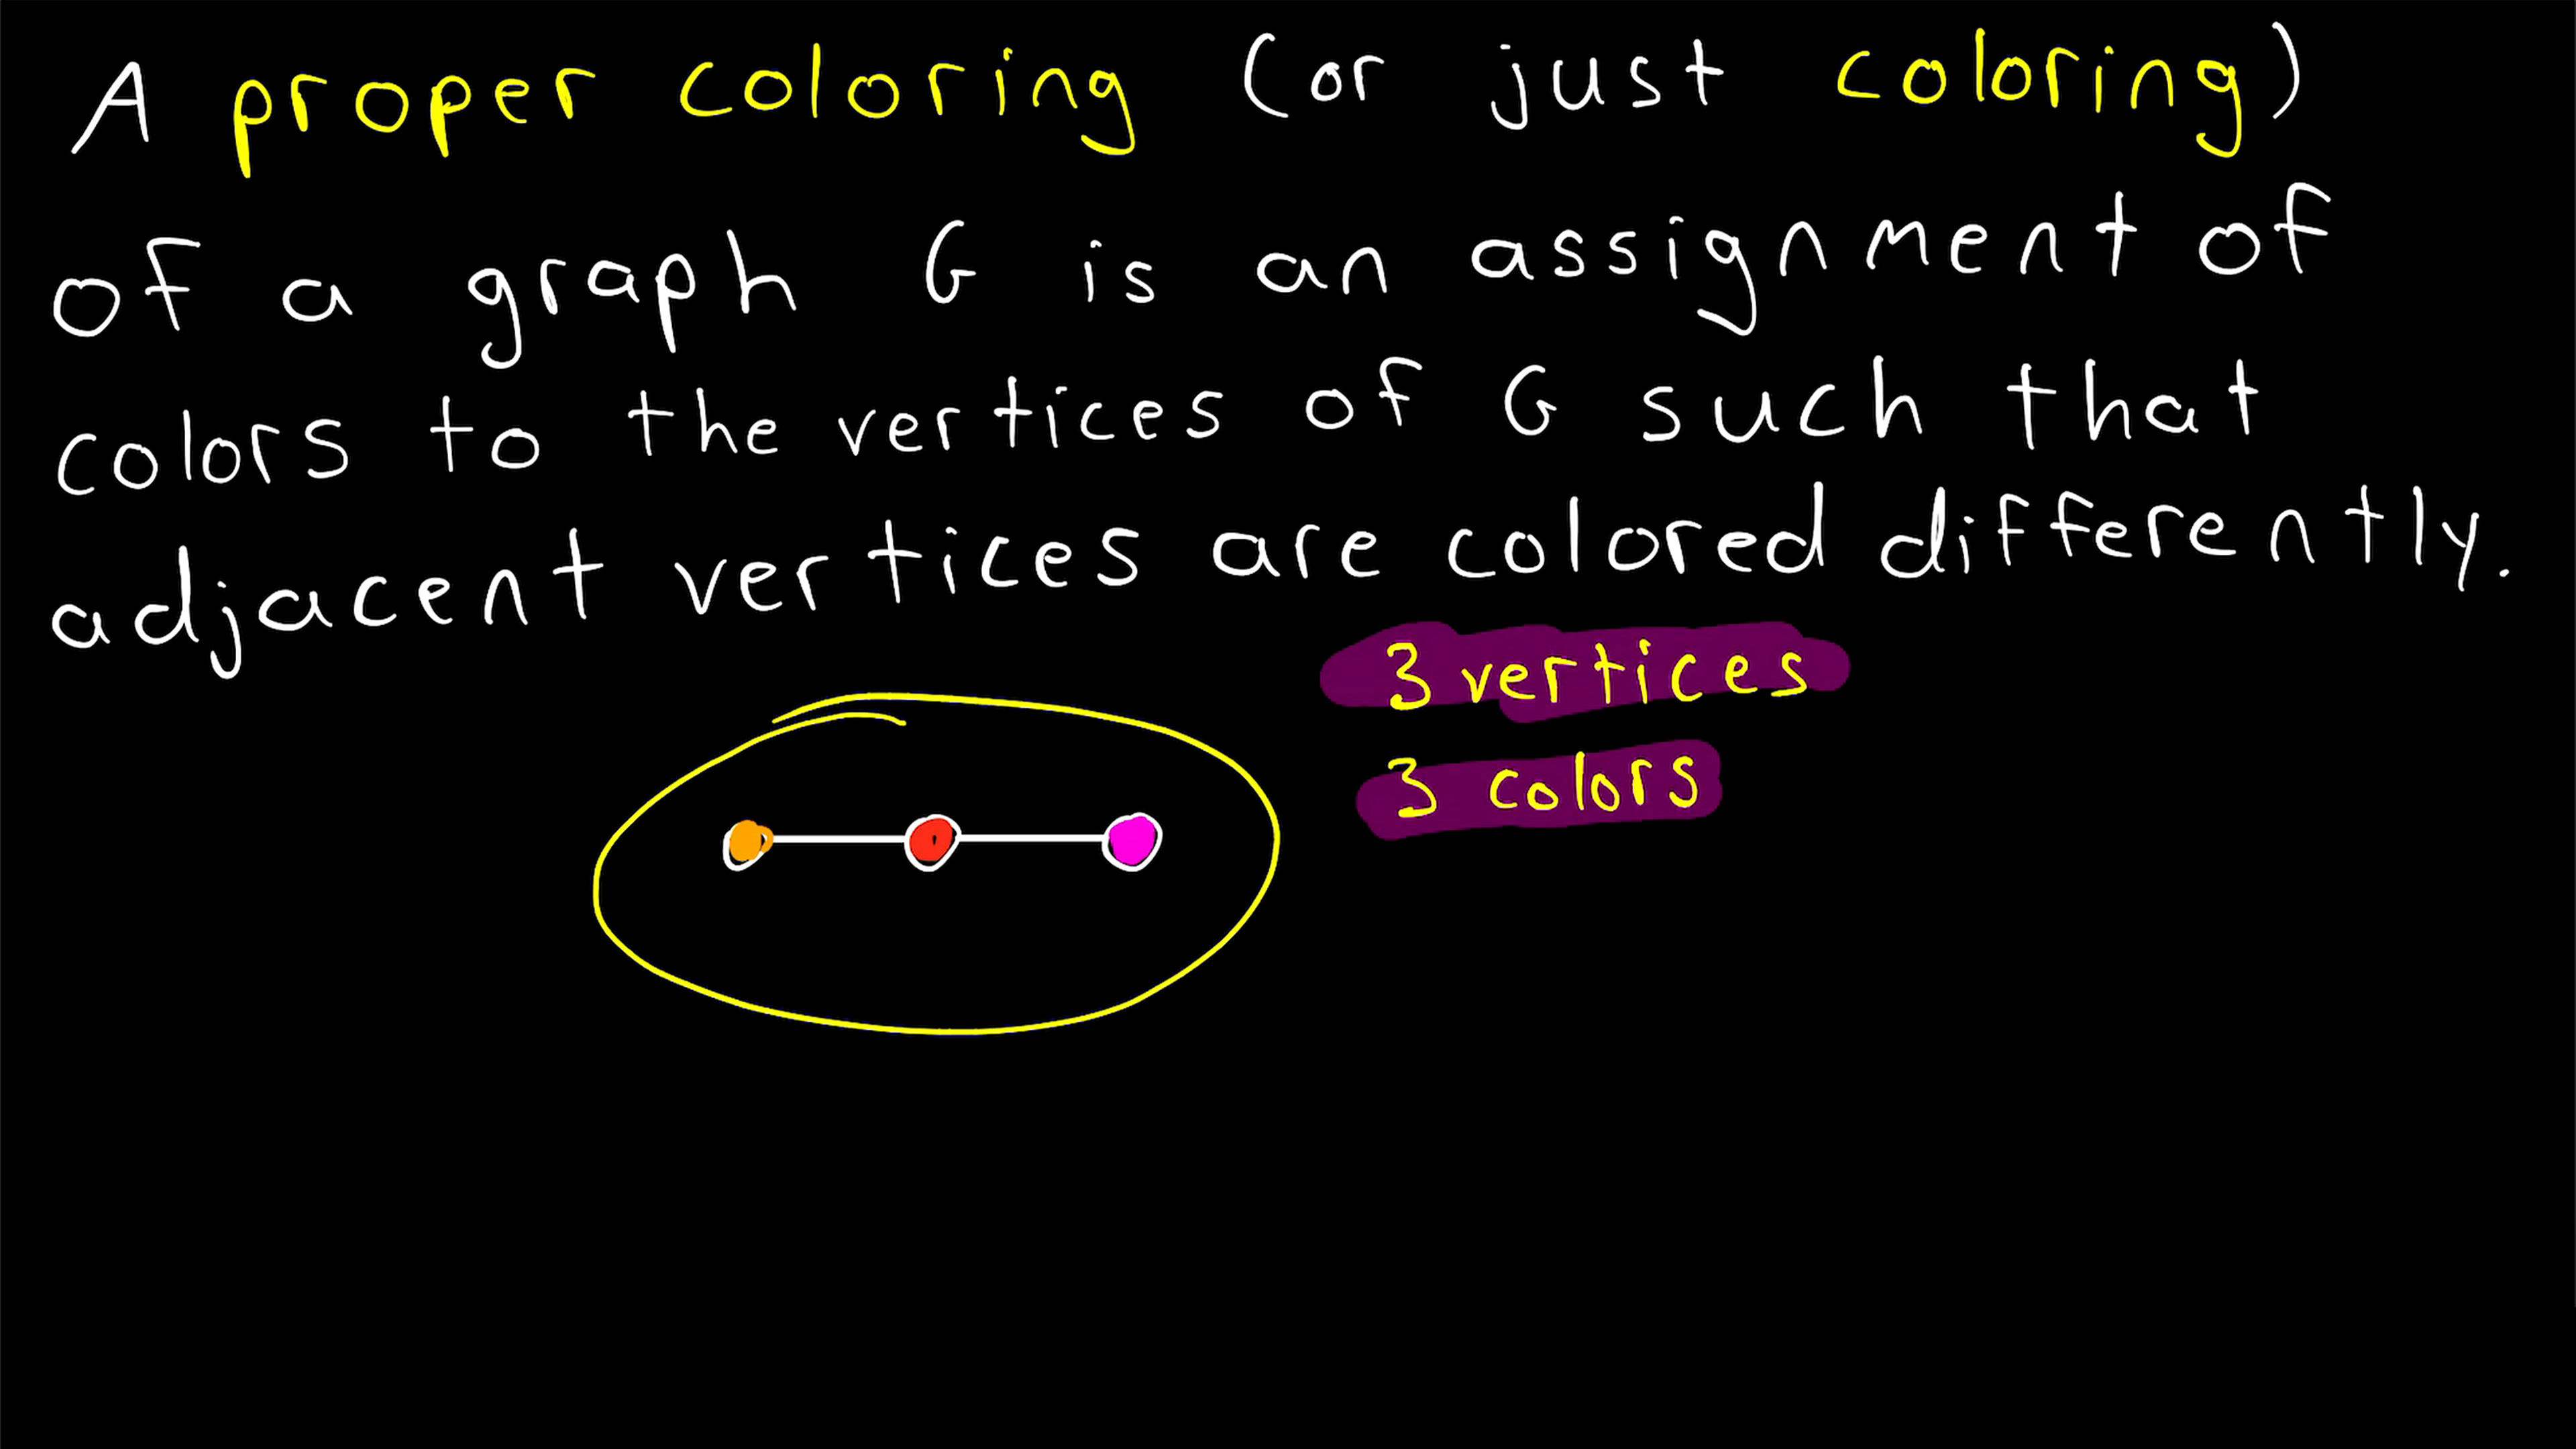 A proper coloring (or just coloring)
of a graph G is an assignment of
colors to the vertices of G such that
adjacent vertices are colored differently.
3 vertices
3 colors